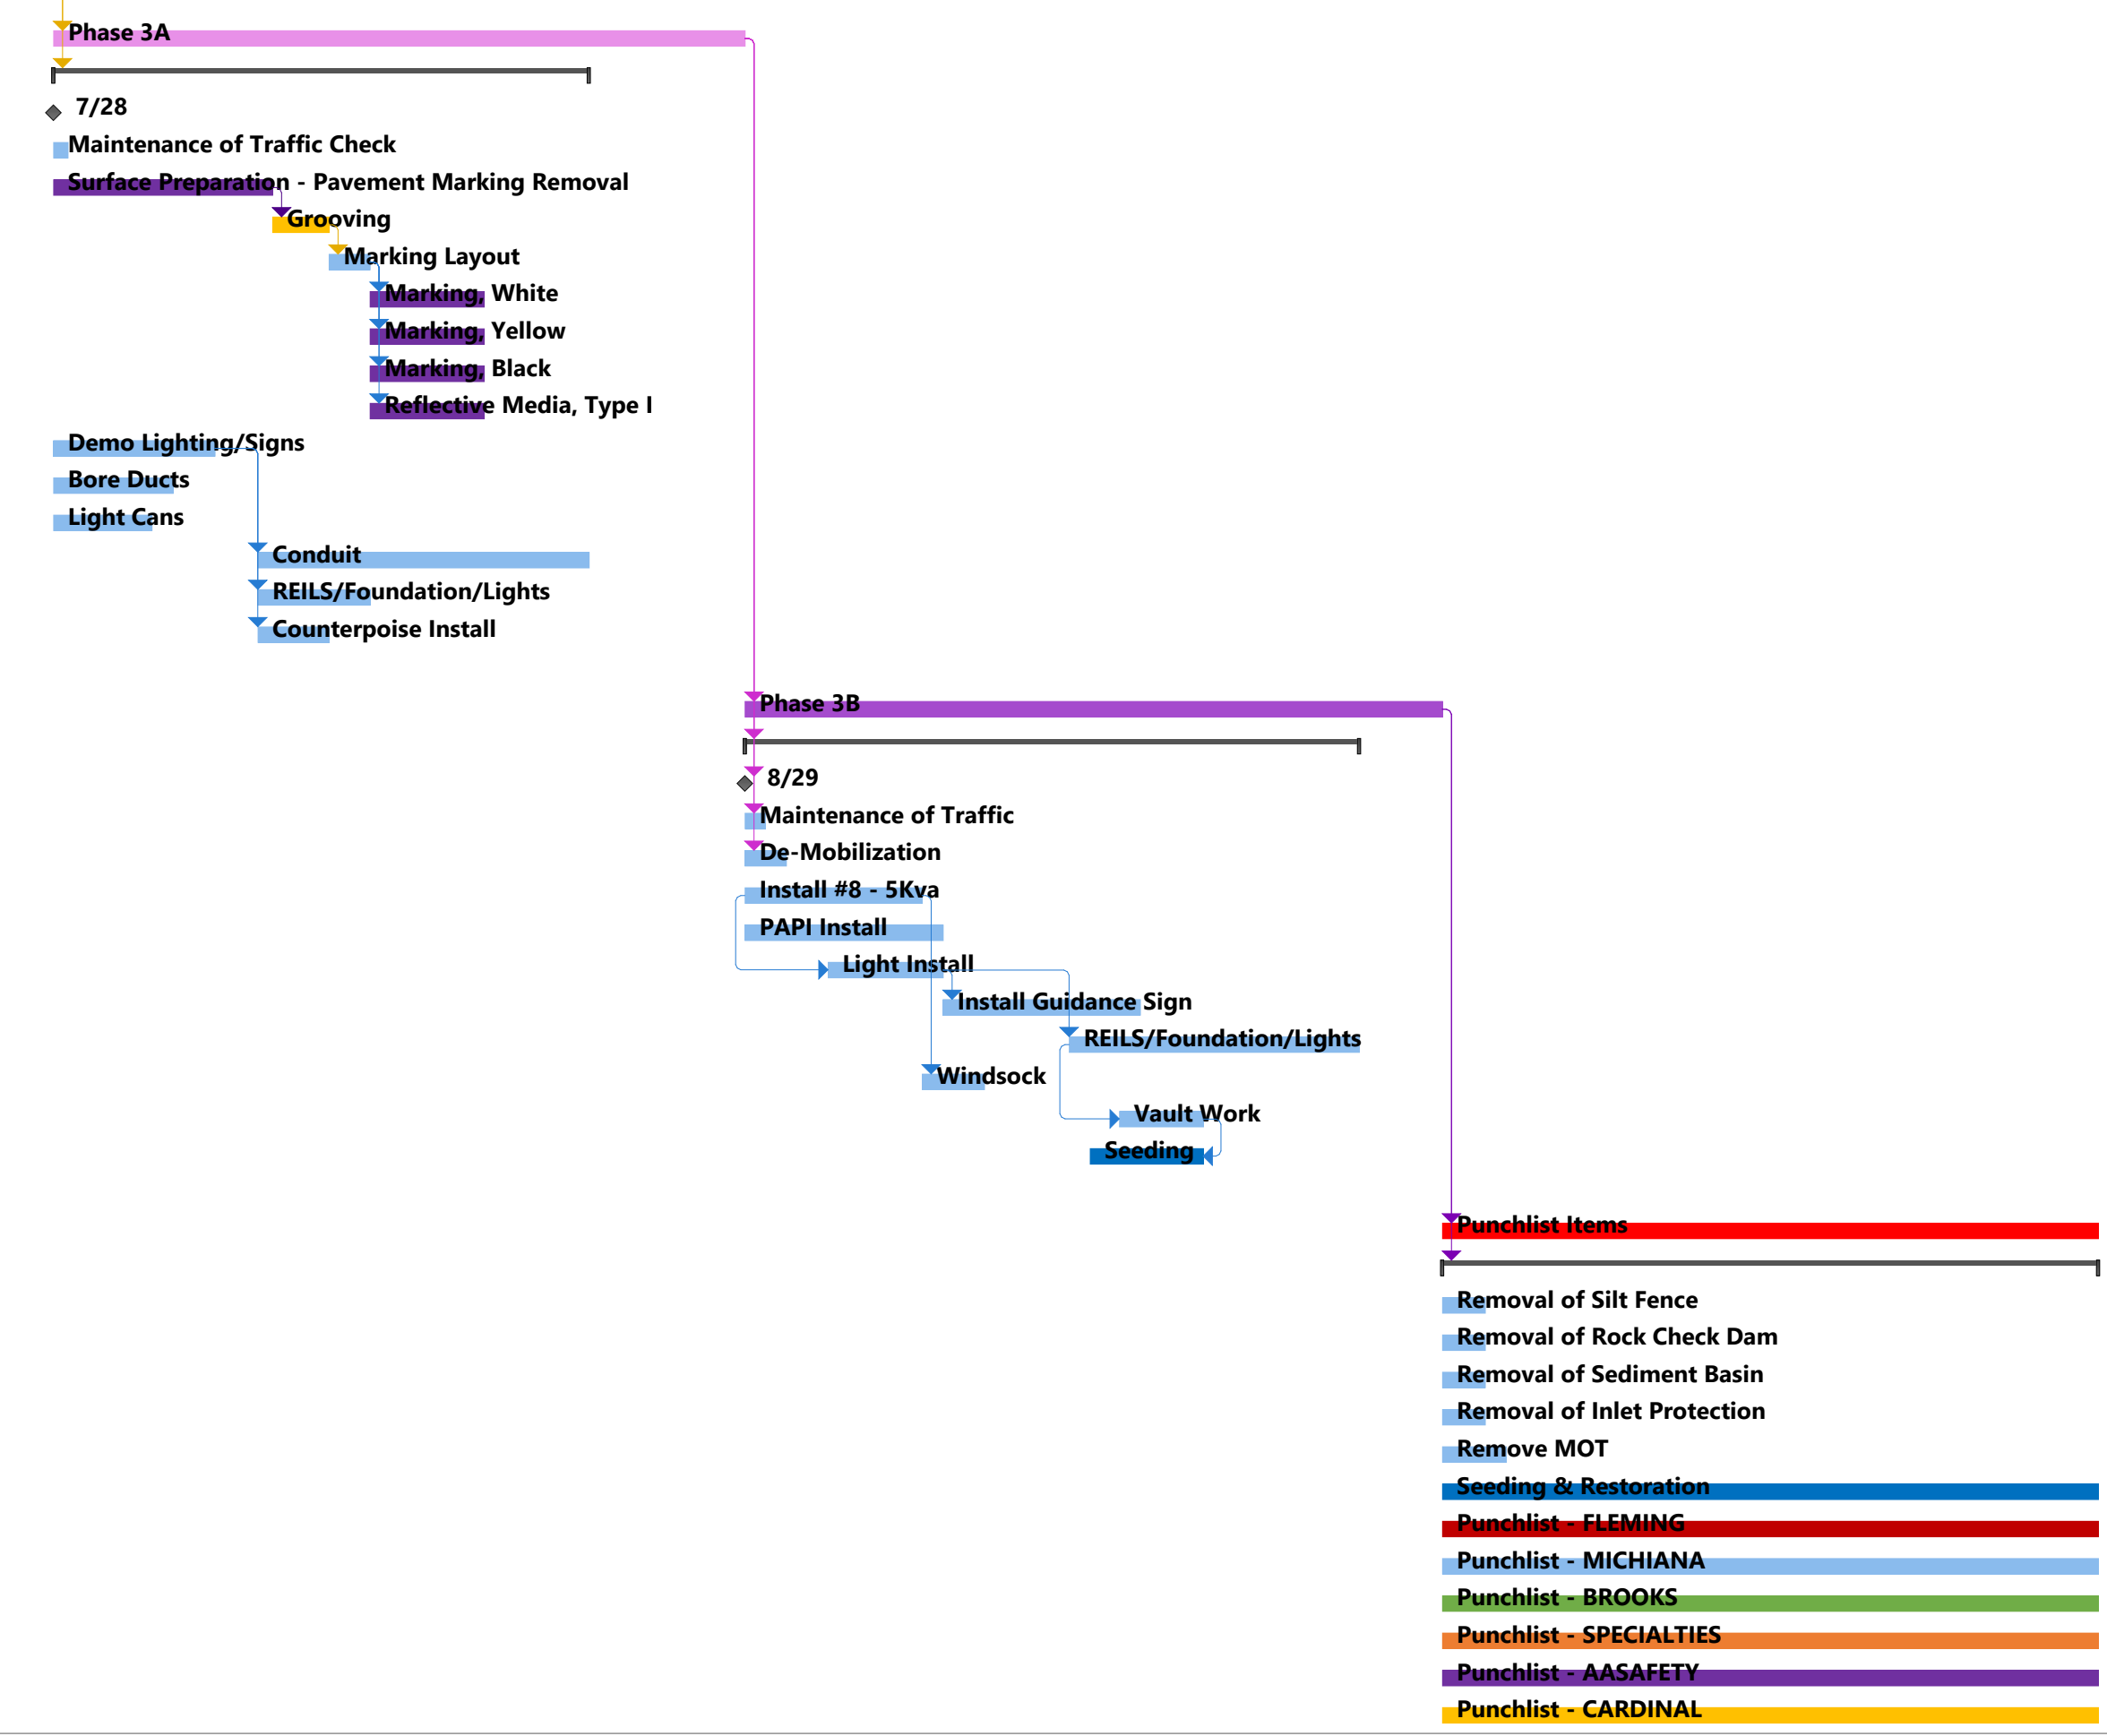 Phase 3A
7/28
Maintenance of Traffic Check
Surface Preparation - Pavement Marking Removal
Grooving
Marking Layout
Marking, White
Marking, Yellow
Marking, Black
Reflective Media, Type I
Demo Lighting/Signs
Bore Ducts
Light Cans
Conduit
REILS/Foundation/Lights
Counterpoise Install
Phase 3B
8/29
Maintenance of Traffic
De-Mobilization
Install #8 - 5Kva
PAPI Install
Light Install
Install Guidance Sign
REILS/Foundation/Lights
Windsock
Vault Work
Seeding
Punchlist Items
Removal of Silt Fence
Removal of Rock Check Dam
Removal of Sediment Basin
Removal of Inlet Protection
Remove MOT
Seeding & Restoration
Punchlist - FLEMING
Punchlist - MICHIANA
Punchlist - BROOKS
Punchlist - SPECIALTIES
Punchlist - AASAFETY
Punchlist - CARDINAL